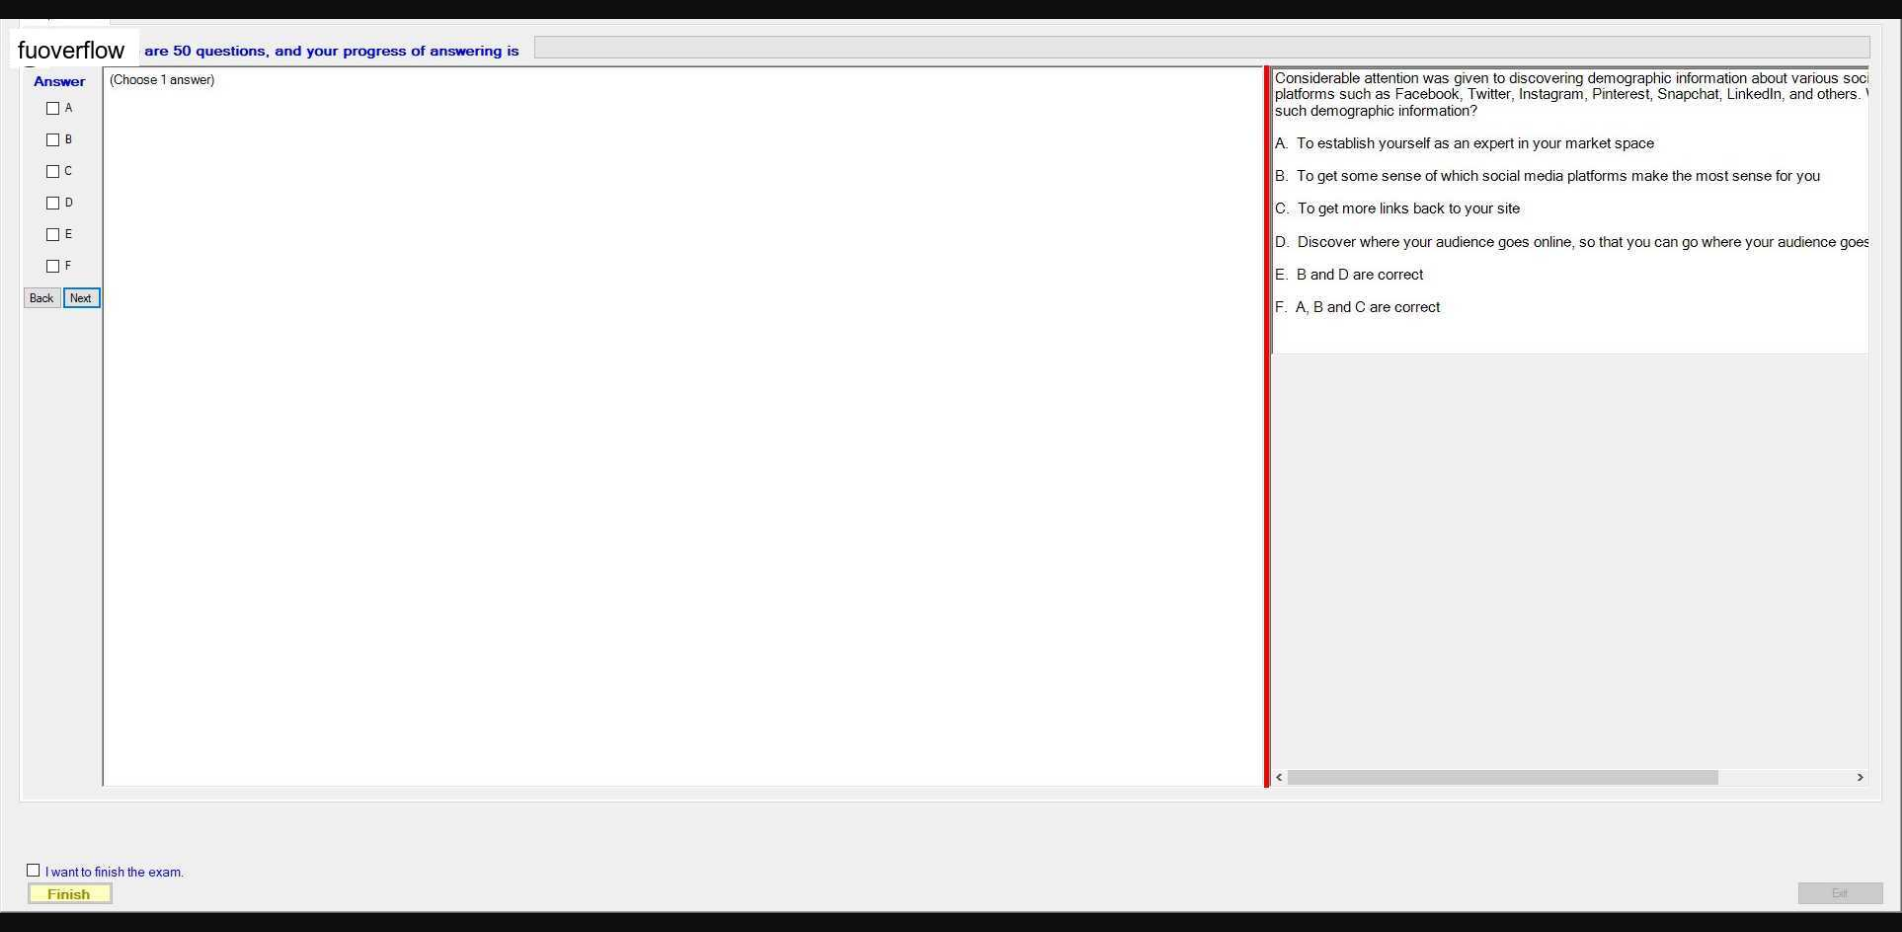 fuoverflow are 50 questions, and your progress of answering is
Answer
A
B
C
D
E
F
Back Next
(Choose 1 answer)
Considerable attention was given to discovering demographic information about various soci
platforms such as Facebook, Twitter, Instagram, Pinterest, Snapchat, LinkedIn, and others.
such demographic information?
A. To establish yourself as an expert in your market space
B. To get some sense of which social media platforms make the most sense for you
C. To get more links back to your site
D. Discover where your audience goes online, so that you can go where your audience goes
E. B and D are correct
F. A, B and C are correct
I want to finish the exam.
Finish
Exit